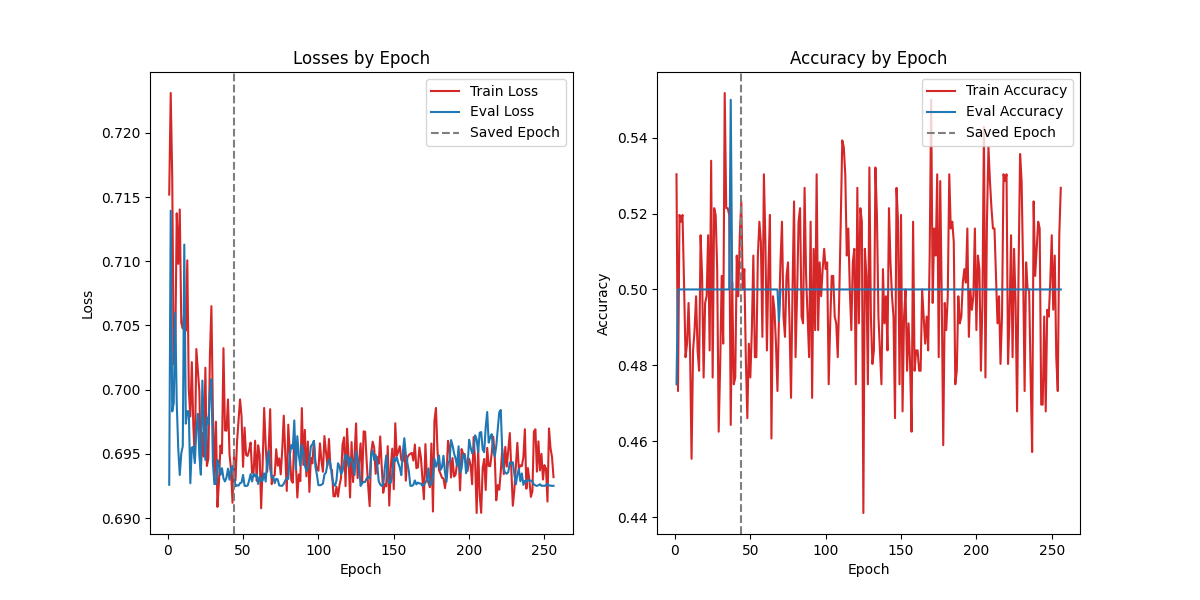 Losses by Epoch
Train Loss
Eval Loss
Saved Epoch
0.720
0.715
0.710
0.705
0.700
0.695
0.690
Loss
0
50
100
150
200
250
Epoch
Accuracy by Epoch
Train Accuracy
Eval Accuracy
Saved Epoch
0.54
0.52
0.50
0.48
0.46
0.44
Accuracy
0
50
100
150
200
250
Epoch